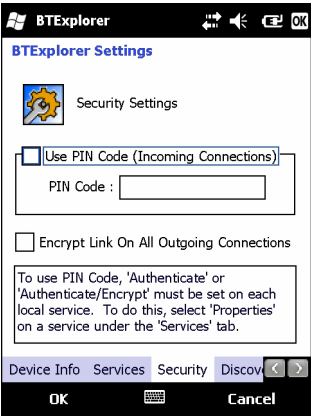 BTExplorer
OK
BTExplorer Settings
Security Settings
Use PIN Code (Incoming Connections)
PIN Code :
Encrypt Link On All Outgoing Connections
To use PIN Code, 'Authenticate' or
'Authenticate/Encrypt' must be set on each
local service. To do this, select 'Properties'
on a service under the 'Services' tab.
Device Info Services Security Discov
OK Cancel